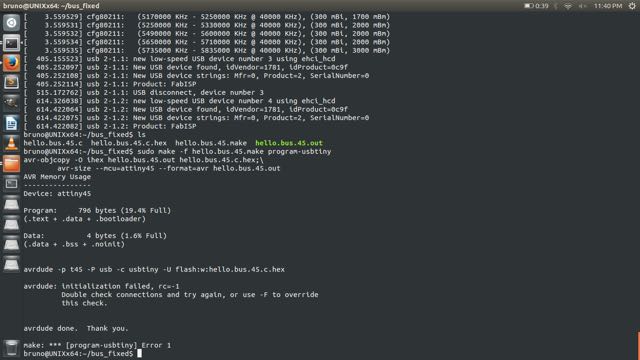 bruno@UNIXx64: ~/bus_fixed
0:39
11:40 PM
[    3.559529] cfg80211:   (5170000 KHz - 5250000 KHz @ 40000 KHz), (300 mBi, 1700 mBm)
[    3.559531] cfg80211:   (5250000 KHz - 5330000 KHz @ 40000 KHz), (300 mBi, 2000 mBm)
[    3.559532] cfg80211:   (5490000 KHz - 5600000 KHz @ 40000 KHz), (300 mBi, 2000 mBm)
[    3.559534] cfg80211:   (5650000 KHz - 5710000 KHz @ 40000 KHz), (300 mBi, 2000 mBm)
[    3.559535] cfg80211:   (5735000 KHz - 5835000 KHz @ 40000 KHz), (300 mBi, 3000 mBm)
[  405.155523] usb 2-1.1: new low-speed USB device number 3 using ehci_hcd
[  405.252097] usb 2-1.1: New USB device found, idVendor=1781, idProduct=0c9f
[  405.252108] usb 2-1.1: New USB device strings: Mfr=0, Product=2, SerialNumber=0
[  405.252114] usb 2-1.1: Product: FabISP
[  515.172762] usb 2-1.1: USB disconnect, device number 3
[  614.326038] usb 2-1.2: new low-speed USB device number 4 using ehci_hcd
[  614.422064] usb 2-1.2: New USB device found, idVendor=1781, idProduct=0c9f
[  614.422075] usb 2-1.2: New USB device strings: Mfr=0, Product=2, SerialNumber=0
[  614.422082] usb 2-1.2: Product: FabISP
bruno@UNIXx64:~/bus_fixed$ ls
hello.bus.45.c  hello.bus.45.c.hex  hello.bus.45.make  hello.bus.45.out
bruno@UNIXx64:~/bus_fixed$ sudo make -f hello.bus.45.make program-usbtiny
avr-objcopy -O ihex hello.bus.45.out hello.bus.45.c.hex;\
avr-size --mcu=attiny45 --format=avr hello.bus.45.out
AVR Memory Usage
----------------
Device: attiny45
Program:     796 bytes (19.4% Full)
(.text + .data + .bootloader)
Data:          4 bytes (1.6% Full)
(.data + .bss + .noinit)
avrdude -p t45 -P usb -c usbtiny -U flash:w:hello.bus.45.c.hex
avrdude: initialization failed, rc=-1
Double check connections and try again, or use -F to override
this check.
avrdude done.  Thank you.
make: *** [program-usbtiny] Error 1
bruno@UNIXx64:~/bus_fixed$